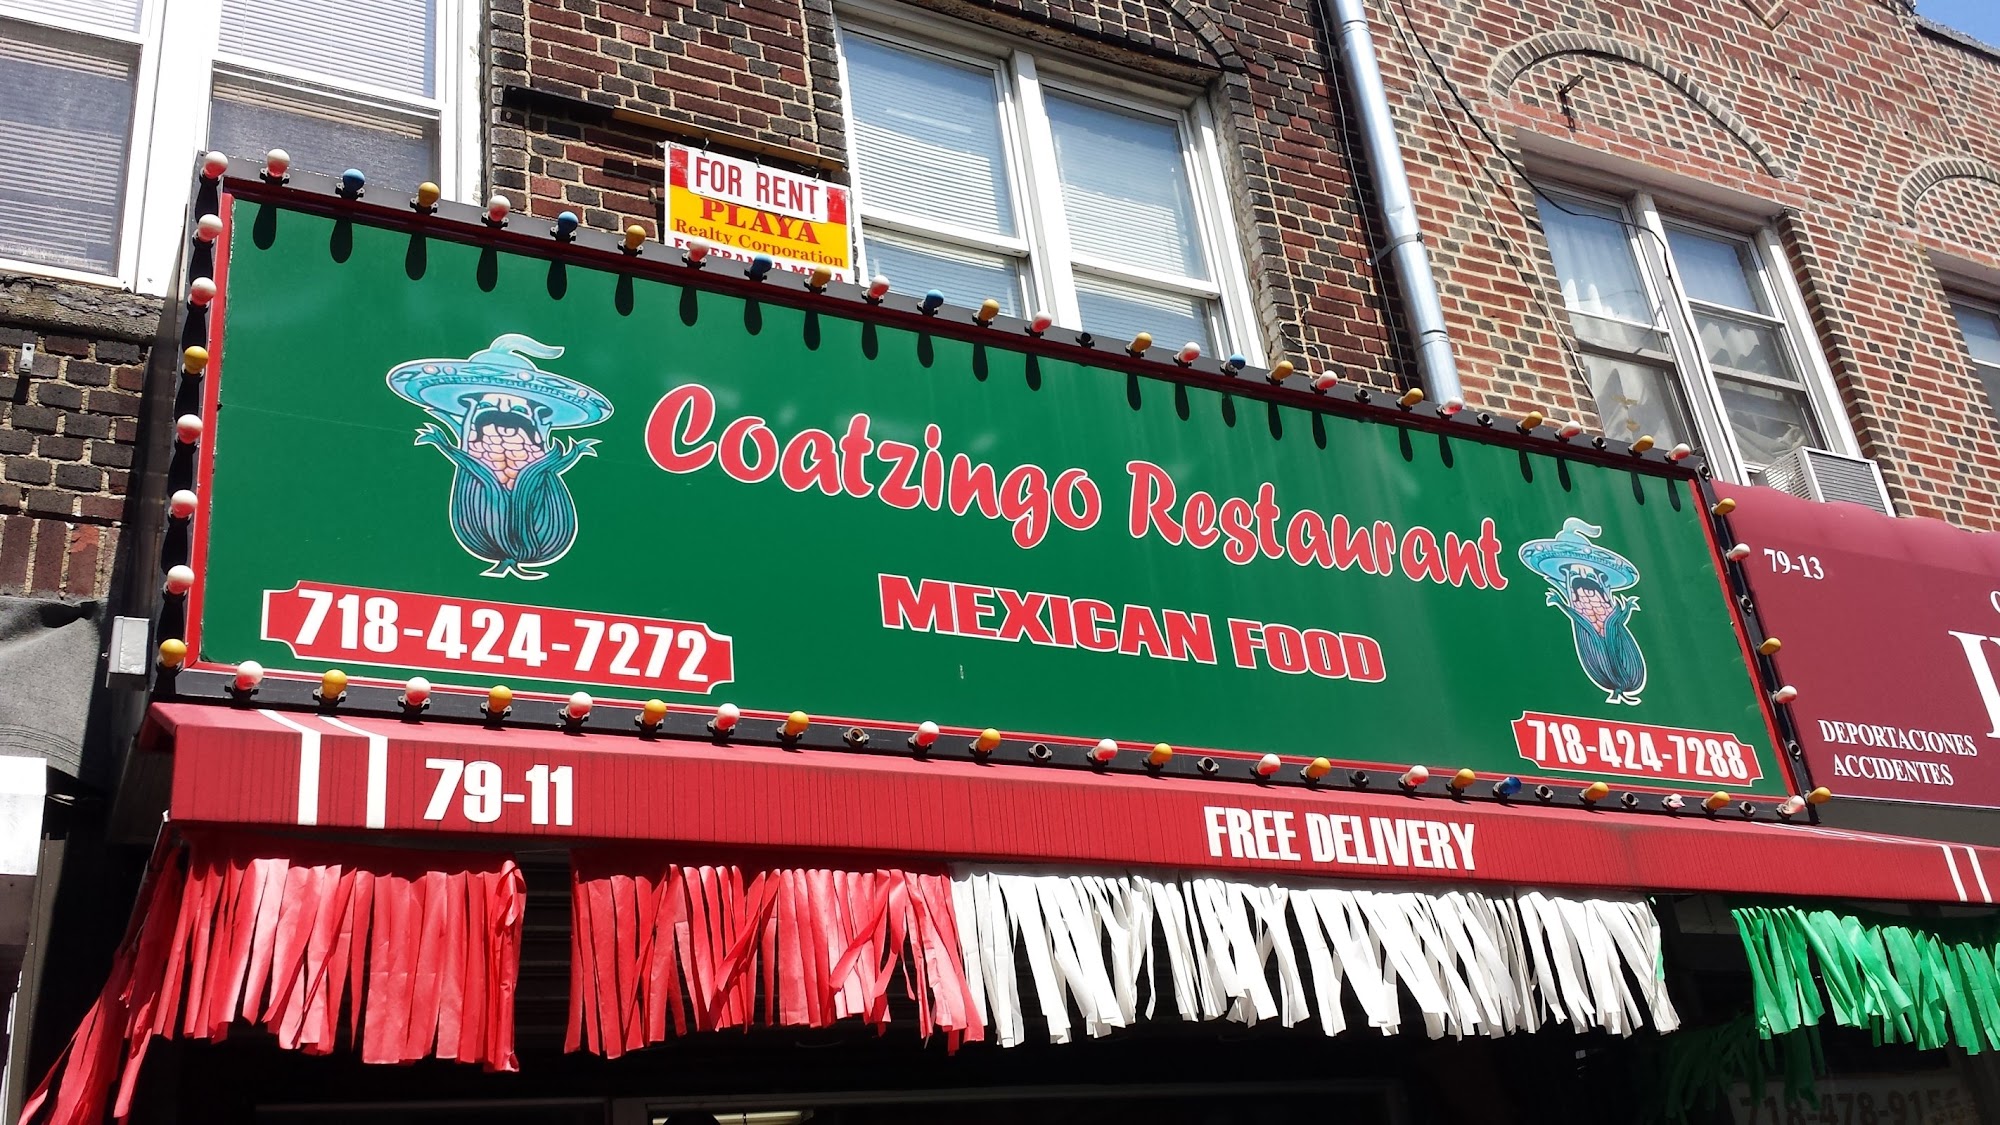 FOR RENT
PLAYA
Realty Corporation
Coatzingo Restaurant
MEXICAN FOOD
718-424-7272
718-424-7288
79-11
FREE DELIVERY
79-13
DEPORTACIONES
ACCIDENTES